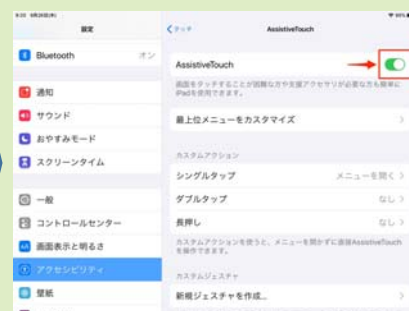 設定
Bluetooth オン
通知
サウンド
おやすみモード
スクリーンタイム
一般
コントロールセンター
画面表示と明るさ
アクセシビリティ
壁紙
タッチ
AssistiveTouch
AssistiveTouch
画面をタッチすることが困難な方や支援アクセサリが必要な方も簡単に
iPadを使用できます。
最上位メニューをカスタマイズ
カスタムアクション
シングルタップ メニューを開く
ダブルタップ なし
長押し なし
カスタムアクションを使うと、メニューを開かずに直接AssistiveTouch
を操作できます。
カスタムジェスチャ
新規ジェスチャを作成...